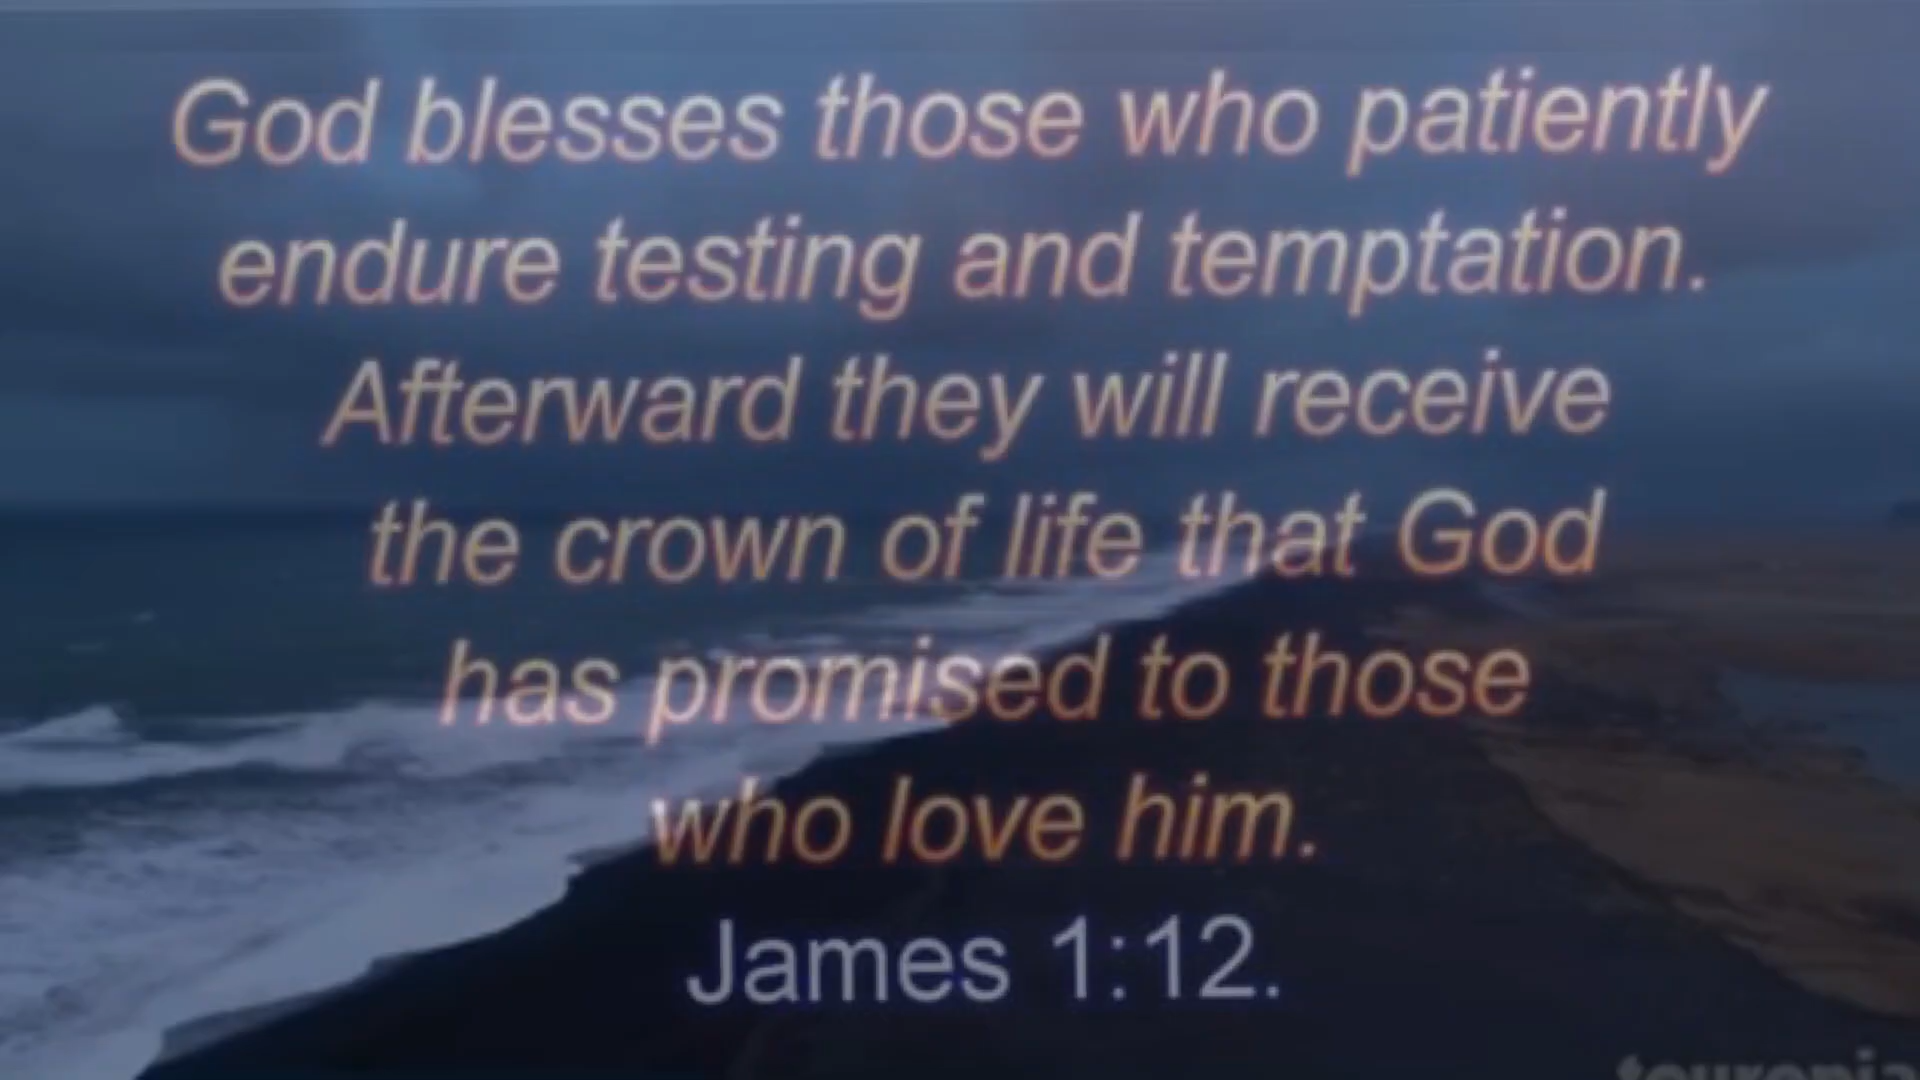 God blesses those who patiently
endure testing and temptation.
Afterward they will receive
the crown of life that God
has promised to those
who love him.
James 1:12.